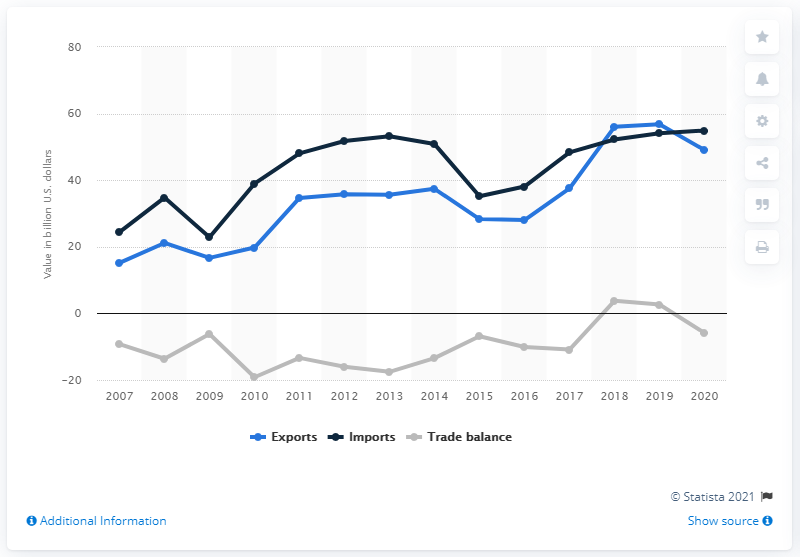 80
60
40
20
0
−20
Value in billion U.S. dollars
2007 2008 2009 2010 2011 2012 2013 2014 2015 2016 2017 2018 2019 2020
Exports Imports Trade balance
© Statista 2021
Additional Information Show source